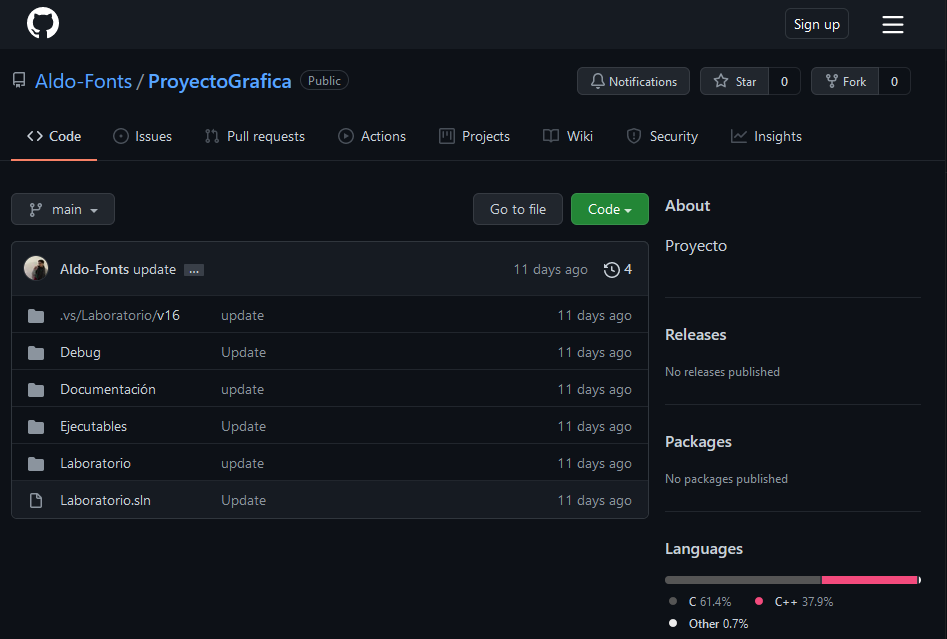 Sign up
Aldo-Fonts / ProyectoGrafica Public
Notifications Star 0 Fork 0
Code Issues Pull requests Actions Projects Wiki Security Insights
main Go to file Code
Aldo-Fonts update ... 11 days ago 4
.vs/Laboratorio/v16 update 11 days ago
Debug Update 11 days ago
Documentación update 11 days ago
Ejecutables Update 11 days ago
Laboratorio update 11 days ago
Laboratorio.sln Update 11 days ago
About
Proyecto
Releases
No releases published
Packages
No packages published
Languages
C 61.4% C++ 37.9%
Other 0.7%